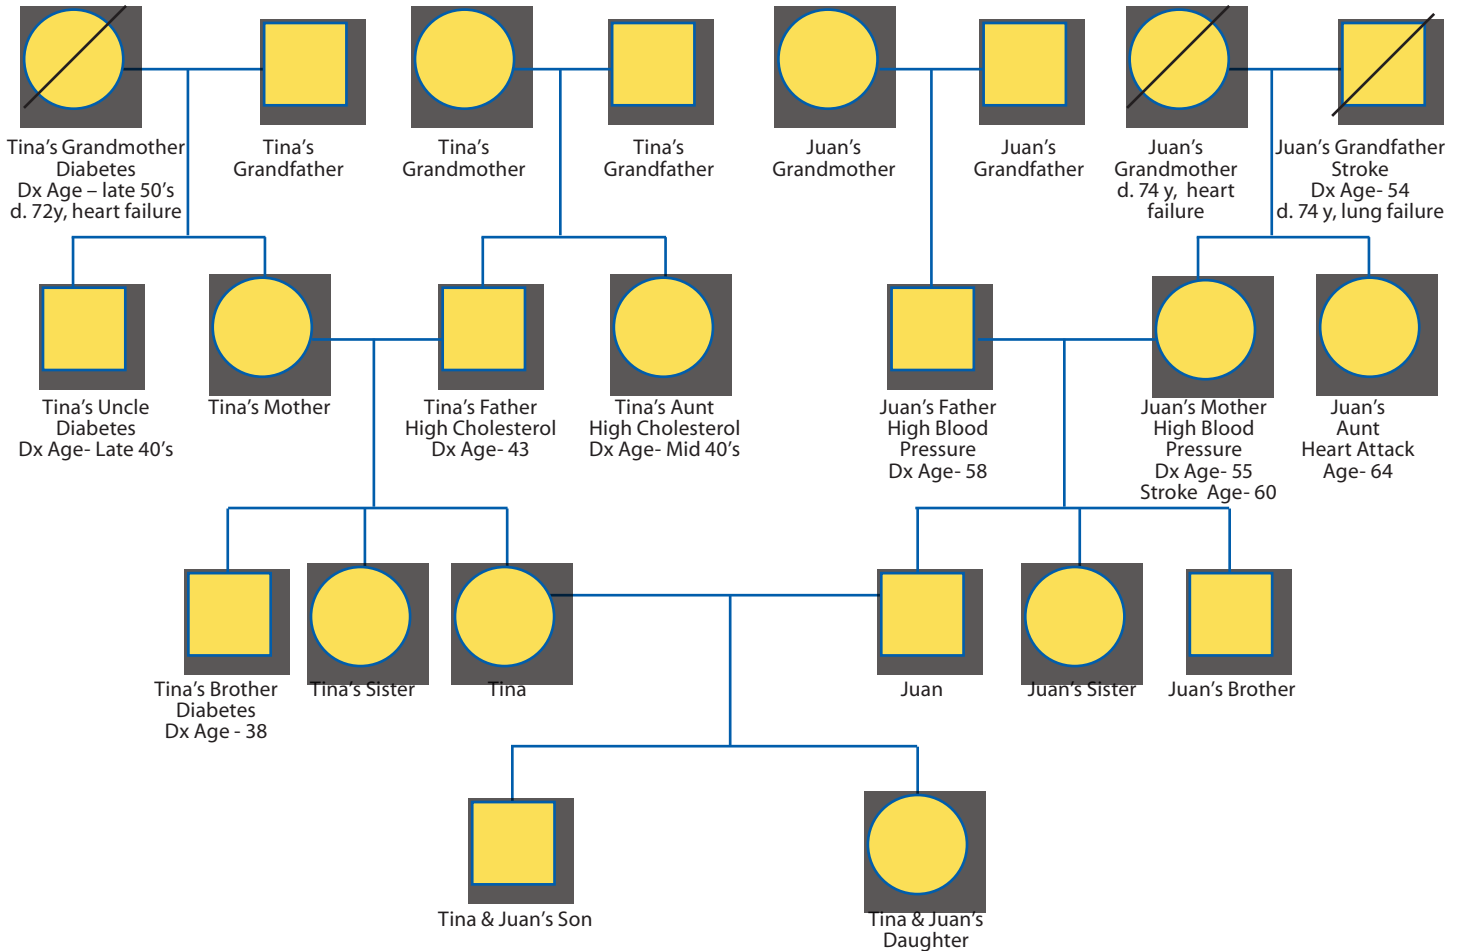 Tina’s Grandmother
Diabetes
Dx Age – late 50’s
d. 72y, heart failure
Tina’s
Grandfather
Tina’s
Grandmother
Tina’s
Grandfather
Juan’s
Grandmother
Juan’s
Grandfather
Juan’s
Grandmother
d. 74 y, heart
failure
Juan’s Grandfather
Stroke
Dx Age- 54
d. 74 y, lung failure
Tina’s Uncle
Diabetes
Dx Age- Late 40’s
Tina’s Mother
Tina’s Father
High Cholesterol
Dx Age- 43
Tina’s Aunt
High Cholesterol
Dx Age- Mid 40’s
Juan’s Father
High Blood
Pressure
Dx Age- 58
Juan’s Mother
High Blood
Pressure
Dx Age- 55
Stroke Age- 60
Juan’s
Aunt
Heart Attack
Age- 64
Tina’s Brother
Diabetes
Dx Age - 38
Tina’s Sister
Tina
Juan
Juan’s Sister
Juan’s Brother
Tina & Juan’s Son
Tina & Juan’s
Daughter